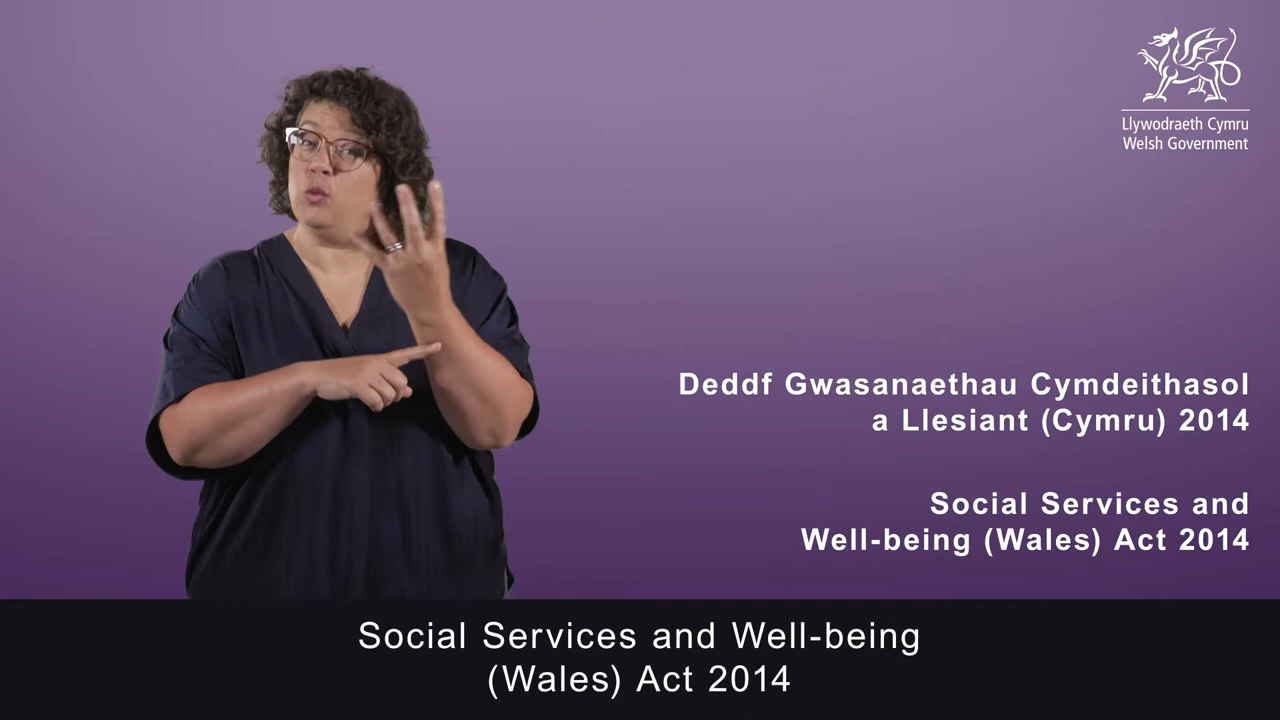 Llywodraeth Cymru
Welsh Government
Deddf Gwasanaethau Cymdeithasol
a Llesiant (Cymru) 2014
Social Services and
Well-being (Wales) Act 2014
Social Services and Well-being
(Wales) Act 2014